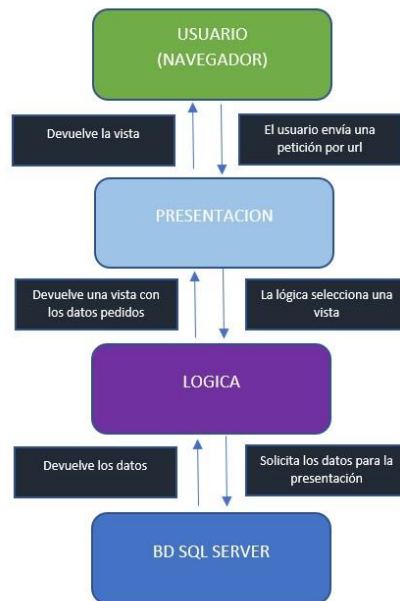 USUARIO
(NAVEGADOR)
Devuelve la vista
El usuario envía una
petición por url
PRESENTACION
Devuelve una vista con
los datos pedidos
La lógica selecciona una
vista
LOGICA
Devuelve los datos
Solicita los datos para la
presentación
BD SQL SERVER